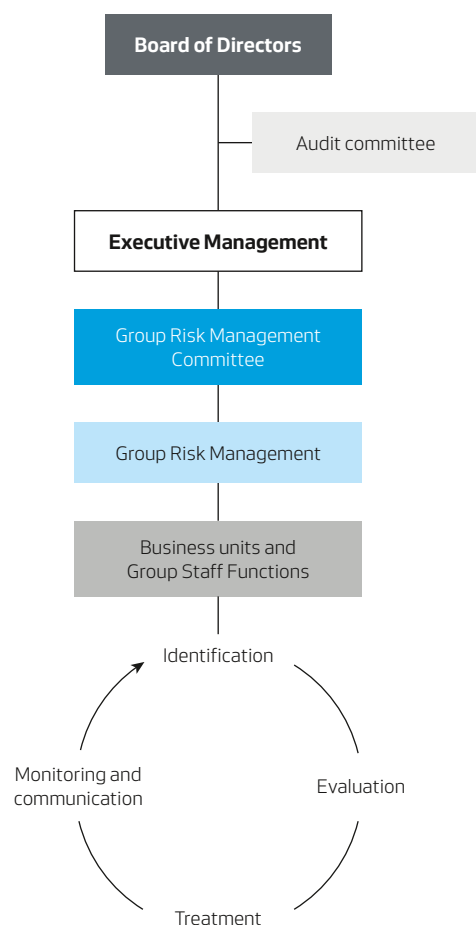 Board of Directors
Audit committee
Executive Management
Group Risk Management
Committee
Group Risk Management
Business units and
Group Staff Functions
Identification
Monitoring and
communication
Evaluation
Treatment